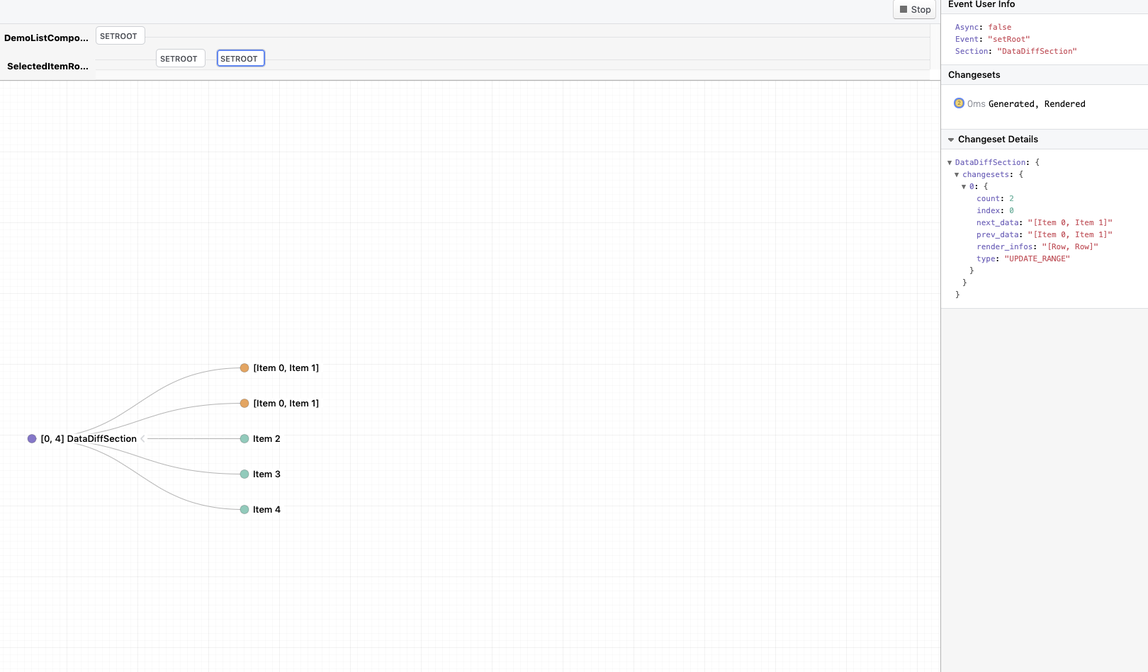 Stop
DemoListCompo...
SETROOT
SelectedItemRo...
SETROOT
SETROOT
[0, 4] DataDiffSection
[Item 0, Item 1]
[Item 0, Item 1]
Item 2
Item 3
Item 4
Event User Info
Async: false
Event: "setRoot"
Section: "DataDiffSection"
Changesets
0ms Generated, Rendered
Changeset Details
DataDiffSection: {
changesets: {
0: {
count: 2
index: 0
next_data: "[Item 0, Item 1]"
prev_data: "[Item 0, Item 1]"
render_infos: "[Row, Row]"
type: "UPDATE_RANGE"
}
}
}